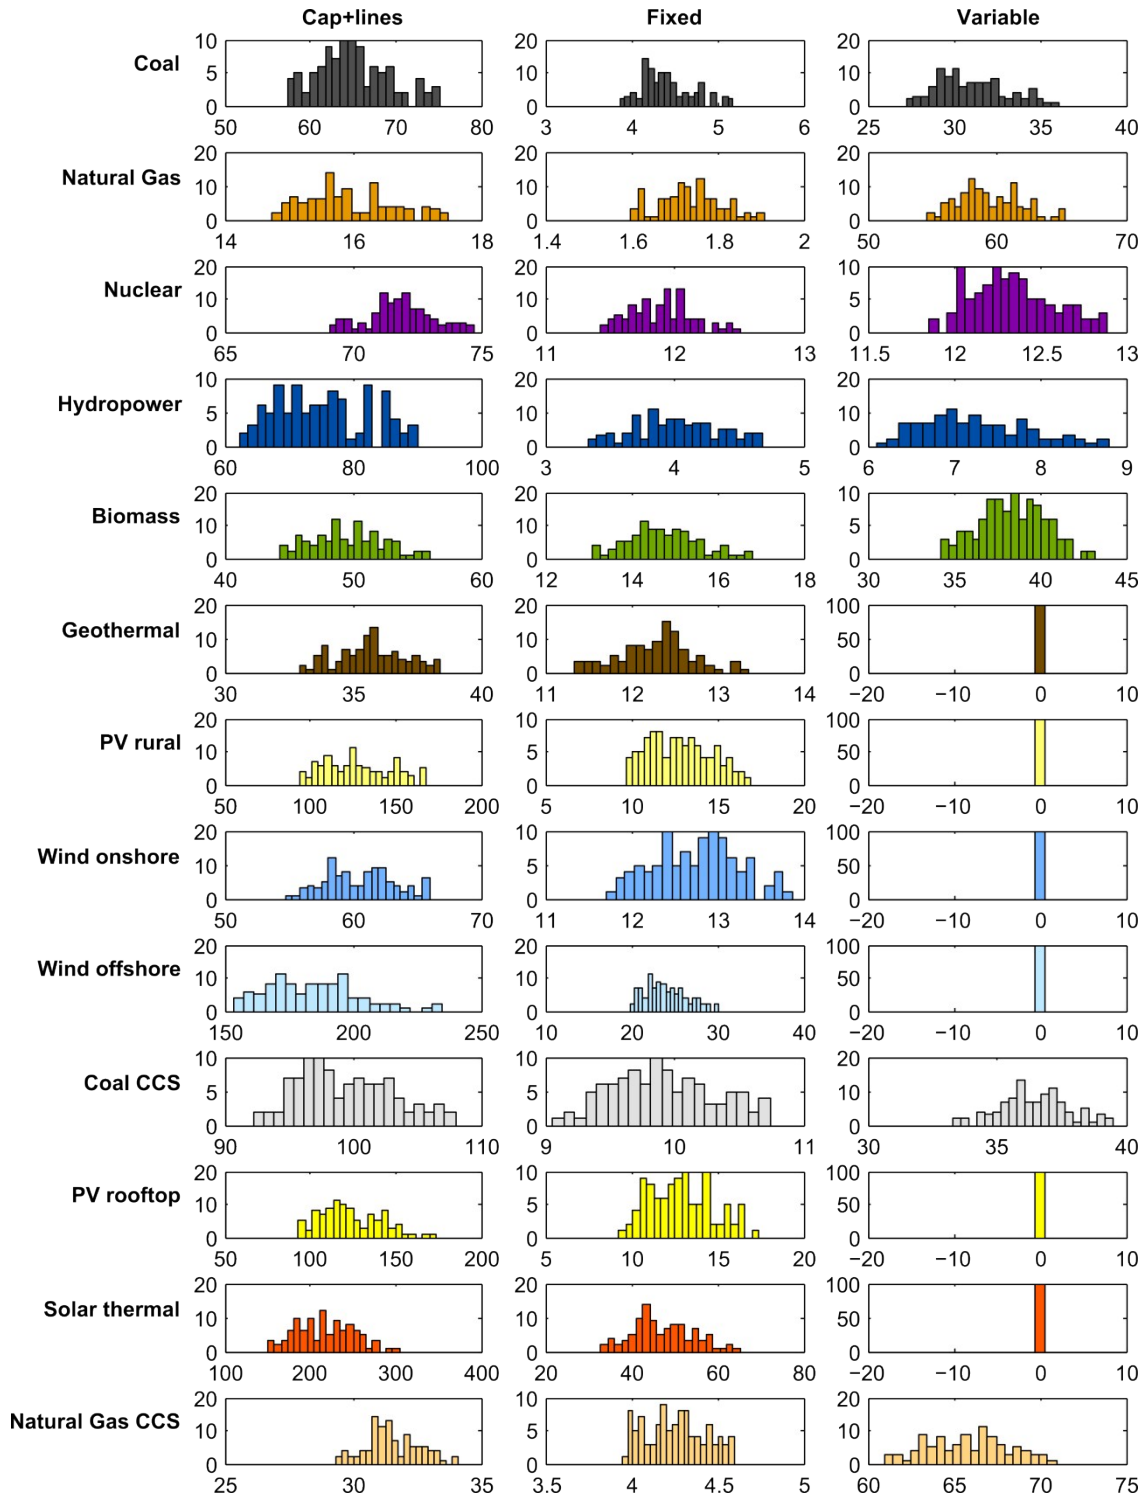 Cap+lines Fixed Variable
Coal
10 5 0 20 10 0 20 10 0
50 60 70 80 3 4 5 6 25 30 35 40
Natural Gas
20 10 0 20 10 0 20 10 0
14 16 18 1.4 1.6 1.8 2 50 60 70
Nuclear
20 10 0 20 10 0 10 5 0
65 70 75 11 12 13 11.5 12 12.5 13
Hydropower
10 5 0 20 10 0 20 10 0
60 80 100 3 4 5 6 7 8 9
Biomass
20 10 0 20 10 0 10 5 0
40 50 60 12 14 16 18 30 35 40 45
Geothermal
20 10 0 20 10 0 100 50 0
30 35 40 11 12 13 14 −20 −10 0 10
PV rural
20 10 0 10 5 0 100 50 0
50 100 150 200 5 10 15 20 −20 −10 0 10
Wind onshore
20 10 0 10 5 0 100 50 0
50 60 70 11 12 13 14 −20 −10 0 10
Wind offshore
20 10 0 20 10 0 100 50 0
150 200 250 10 20 30 40 −20 −10 0 10
Coal CCS
10 5 0 10 5 0 20 10 0
90 100 110 9 10 11 30 35 40
PV rooftop
20 10 0 10 5 0 100 50 0
50 100 150 200 5 10 15 20 −20 −10 0 10
Solar thermal
20 10 0 20 10 0 100 50 0
100 200 300 400 20 40 60 80 −20 −10 0 10
Natural Gas CCS
20 10 0 10 5 0 20 10 0
25 30 35 3.5 4 4.5 5 60 65 70 75